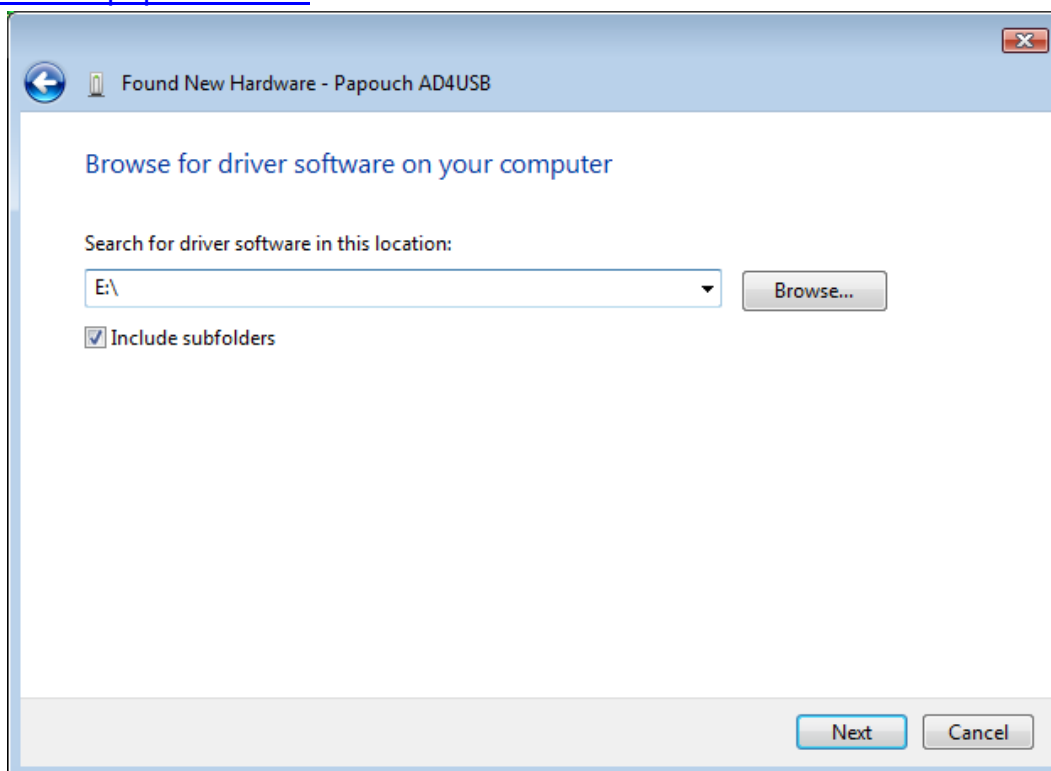 Found New Hardware - Papouch AD4USB
Browse for driver software on your computer
Search for driver software in this location:
E:\
Browse...
Include subfolders
Next
Cancel